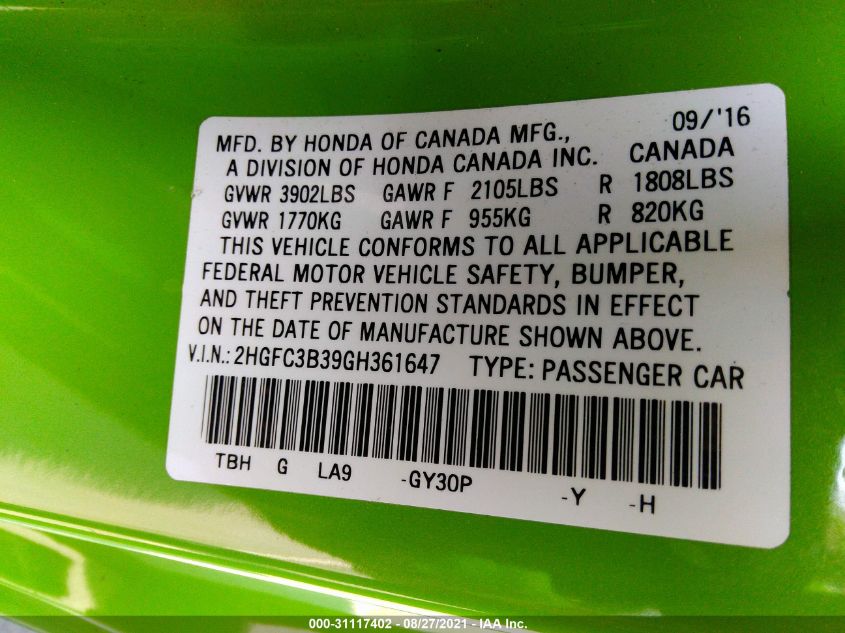 09/'16
MFD. BY HONDA OF CANADA MFG.,
A DIVISION OF HONDA CANADA INC. CANADA
GVWR 3902LBS GAWR F 2105LBS R 1808LBS
GVWR 1770KG GAWR F 955KG R 820KG
THIS VEHICLE CONFORMS TO ALL APPLICABLE
FEDERAL MOTOR VEHICLE SAFETY, BUMPER,
AND THEFT PREVENTION STANDARDS IN EFFECT
ON THE DATE OF MANUFACTURE SHOWN ABOVE.
V.I.N.: 2HGFC3B39GH361647 TYPE: PASSENGER CAR
TBH G LA9 -GY30P -Y -H
000-31117402 - 08/27/2021 - IAA Inc.